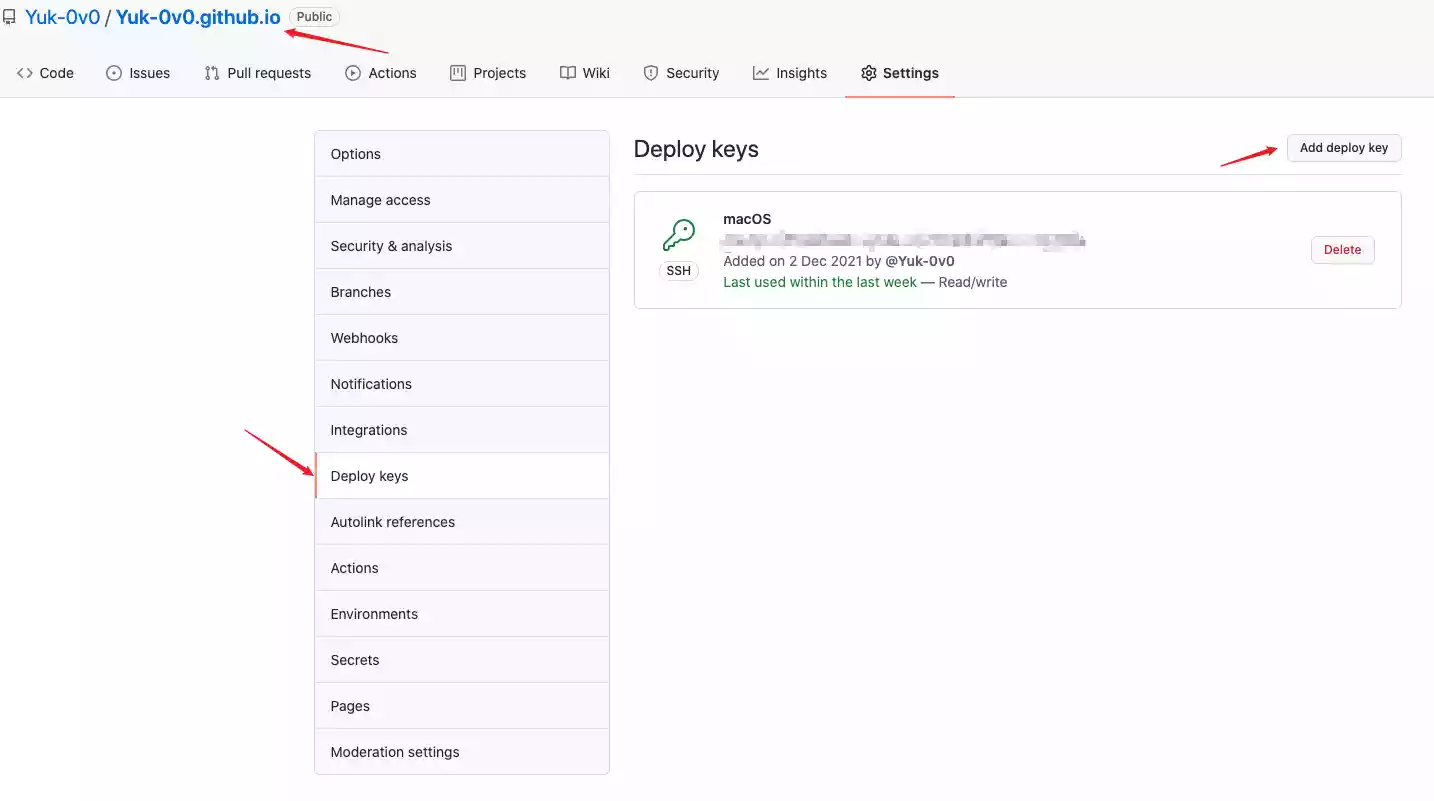 Yuk-0v0 / Yuk-0v0.github.io Public
Code Issues Pull requests Actions Projects Wiki Security Insights Settings
Options
Manage access
Security & analysis
Branches
Webhooks
Notifications
Integrations
Deploy keys
Autolink references
Actions
Environments
Secrets
Pages
Moderation settings
Deploy keys Add deploy key
macOS
SSH
Added on 2 Dec 2021 by @Yuk-0v0
Last used within the last week — Read/write
Delete